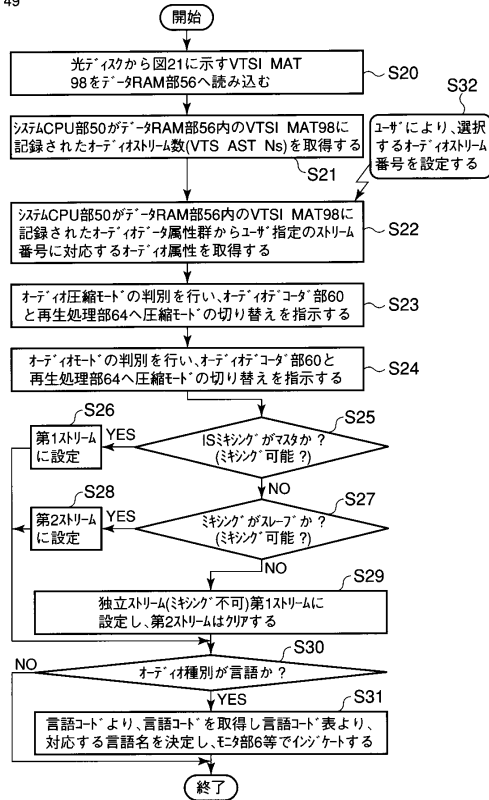 49
開始
光ディスクから図21に示すVTSI MAT
98をデータRAM部56へ読み込む
S20
システムCPU部50がデータRAM部56内のVTSI MAT98に
記録されたオーディオストリーム数(VTS AST Ns)を取得する
S21
S32
ユーザにより、選択
するオーディオストリーム
番号を設定する
システムCPU部50がデータRAM部56内のVTSI MAT98に
記録されたオーディオデータ属性群からユーザ指定のストリーム
番号に対応するオーディオ属性を取得する
S22
オーディオ圧縮モードの判別を行い、オーディオデコーダ部60
と再生処理部64へ圧縮モードの切り替えを指示する
S23
オーディオモードの判別を行い、オーディオデコーダ部60と
再生処理部64へ圧縮モードの切り替えを指示する
S24
S25
ISミキシングがマスタか?
(ミキシング可能?)
YES
S26
第1ストリーム
に設定
NO
S27
ミキシングがスレーブか?
(ミキシング可能?)
YES
S28
第2ストリーム
に設定
NO
S29
独立ストリーム(ミキシング不可)第1ストリームに
設定し、第2ストリームはクリアする
S30
NO
オーディオ種別が言語か?
YES
S31
言語コードより、言語コードを取得し言語コード表より、
対応する言語名を決定し、モニタ部6等でインジケートする
終了